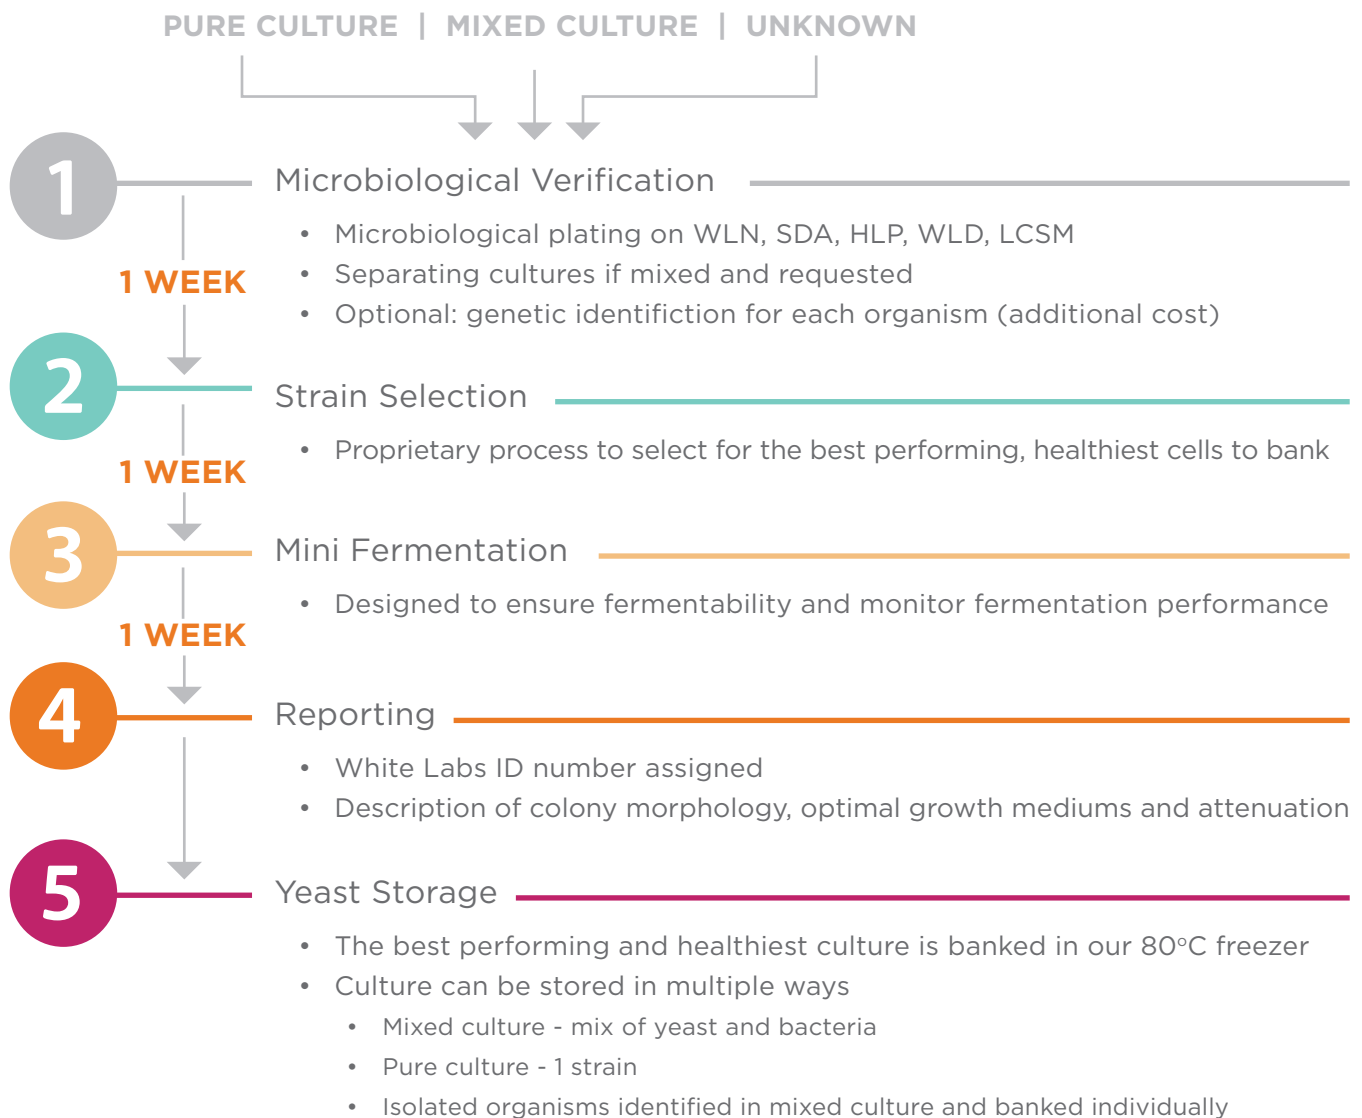 PURE CULTURE | MIXED CULTURE | UNKNOWN
1
Microbiological Verification
• Microbiological plating on WLN, SDA, HLP, WLD, LCSM
• Separating cultures if mixed and requested
• Optional: genetic identifiction for each organism (additional cost)
1 WEEK
2
Strain Selection
• Proprietary process to select for the best performing, healthiest cells to bank
1 WEEK
3
Mini Fermentation
• Designed to ensure fermentability and monitor fermentation performance
1 WEEK
4
Reporting
• White Labs ID number assigned
• Description of colony morphology, optimal growth mediums and attenuation
5
Yeast Storage
• The best performing and healthiest culture is banked in our 80°C freezer
• Culture can be stored in multiple ways
• Mixed culture - mix of yeast and bacteria
• Pure culture - 1 strain
• Isolated organisms identified in mixed culture and banked individually